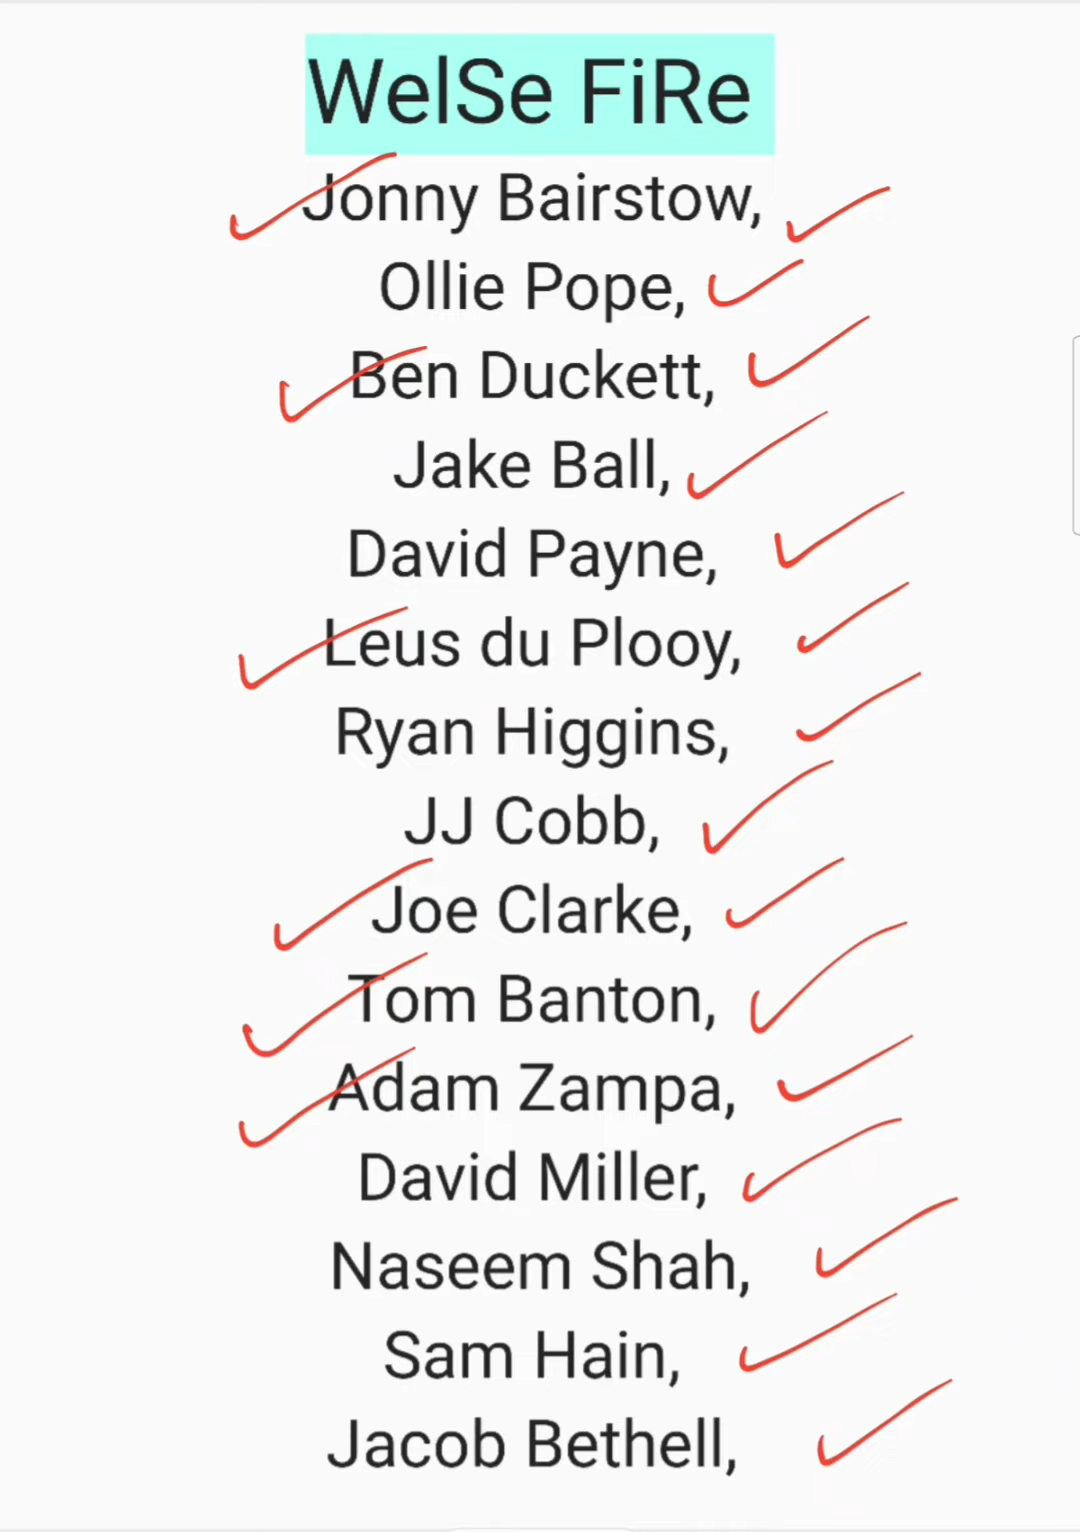 WelSe FiRe
Jonny Bairstow,
Ollie Pope,
Ben Duckett,
Jake Ball,
David Payne,
Leus du Plooy,
Ryan Higgins,
JJ Cobb,
Joe Clarke,
Tom Banton,
Adam Zampa,
David Miller,
Naseem Shah,
Sam Hain,
Jacob Bethell,